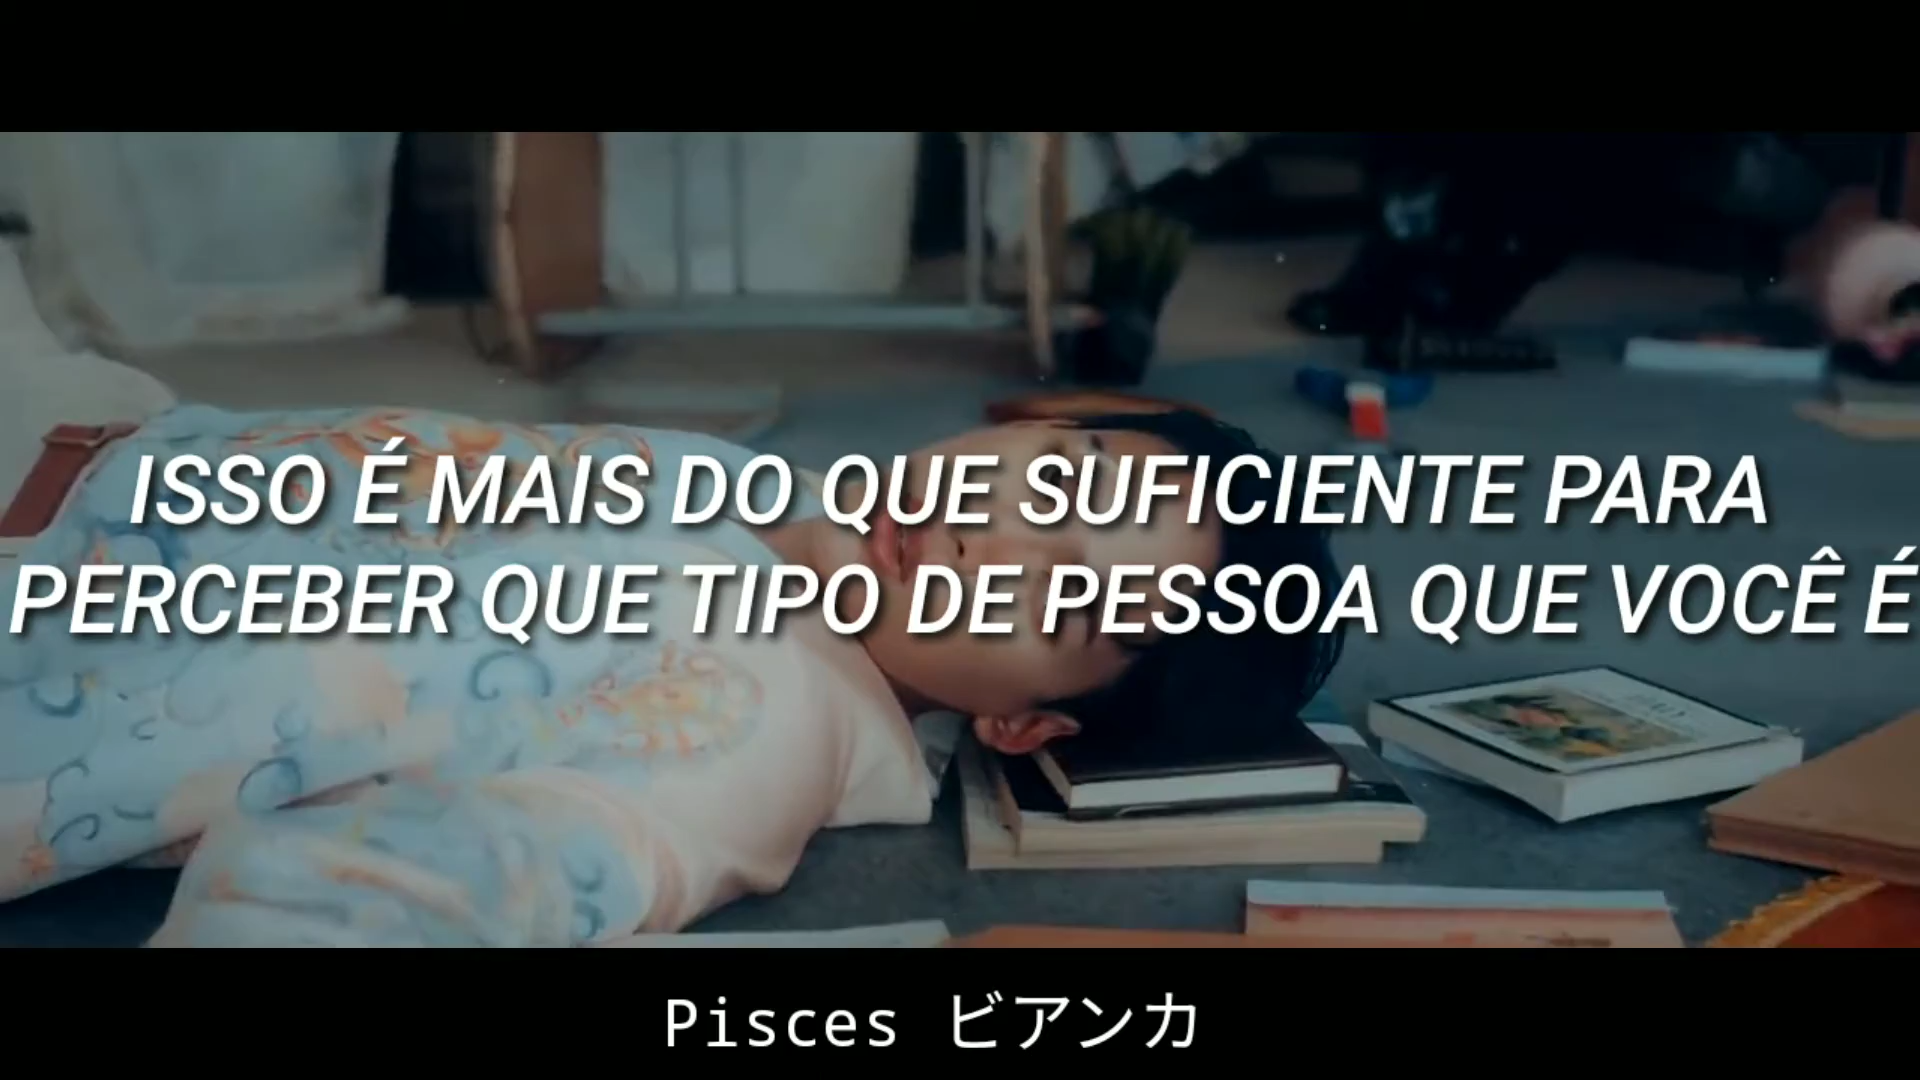 ISSO É MAIS DO QUE SUFICIENTE PARA
PERCEBER QUE TIPO DE PESSOA QUE VOCÊ É
Pisces ビアンカ